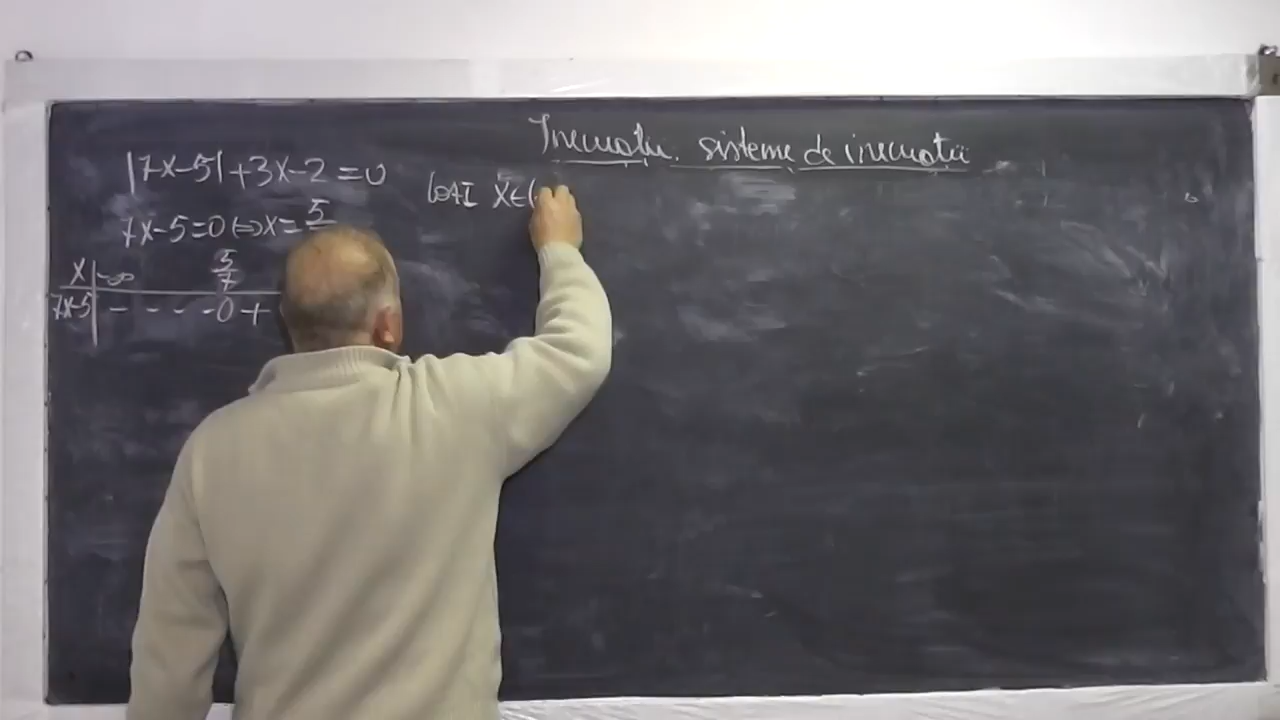 Inecuații, sisteme de inecuații
|7x-5|+3x-2=0
7x-5=0⇔x=5
x -∞ 5/7
7x-5 - - - - 0 +
Caz I x∈(